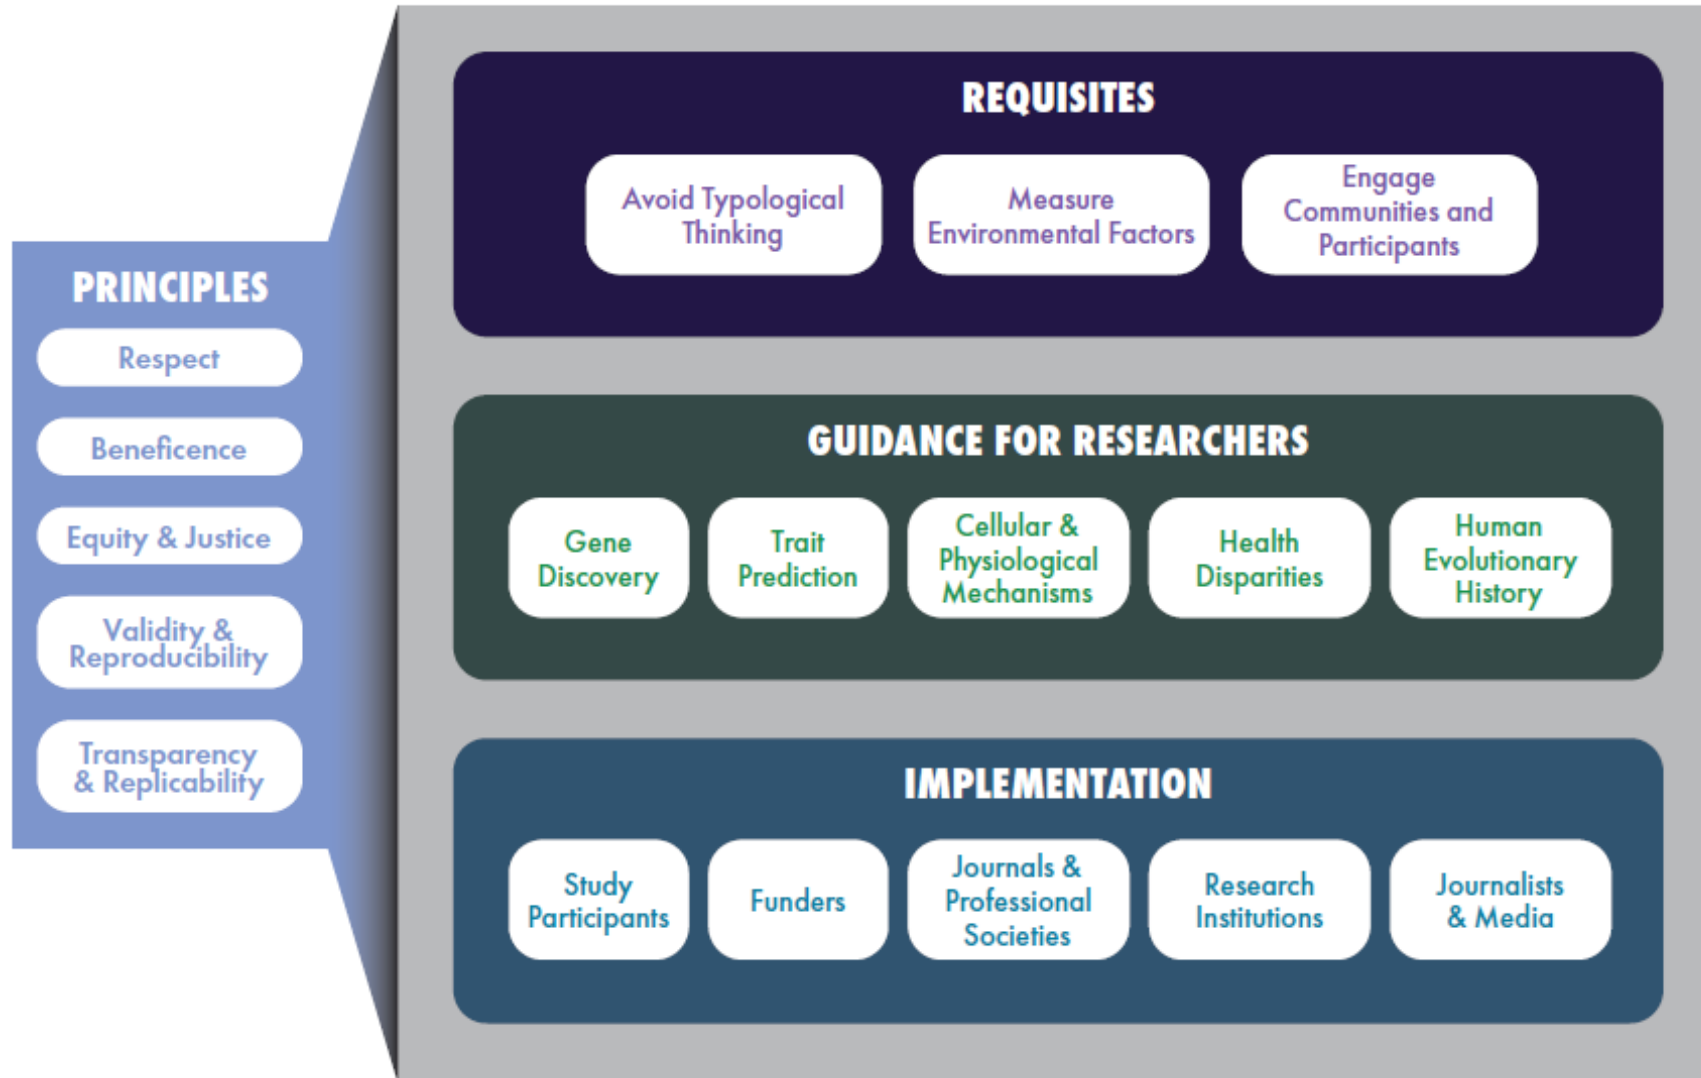 PRINCIPLES
Respect
Beneficence
Equity & Justice
Validity &
Reproducibility
Transparency
& Replicability
REQUISITES
Avoid Typological
Thinking
Measure
Environmental Factors
Engage
Communities and
Participants
GUIDANCE FOR RESEARCHERS
Gene
Discovery
Trait
Prediction
Cellular &
Physiological
Mechanisms
Health
Disparities
Human
Evolutionary
History
IMPLEMENTATION
Study
Participants
Funders
Journals &
Professional
Societies
Research
Institutions
Journalists
& Media